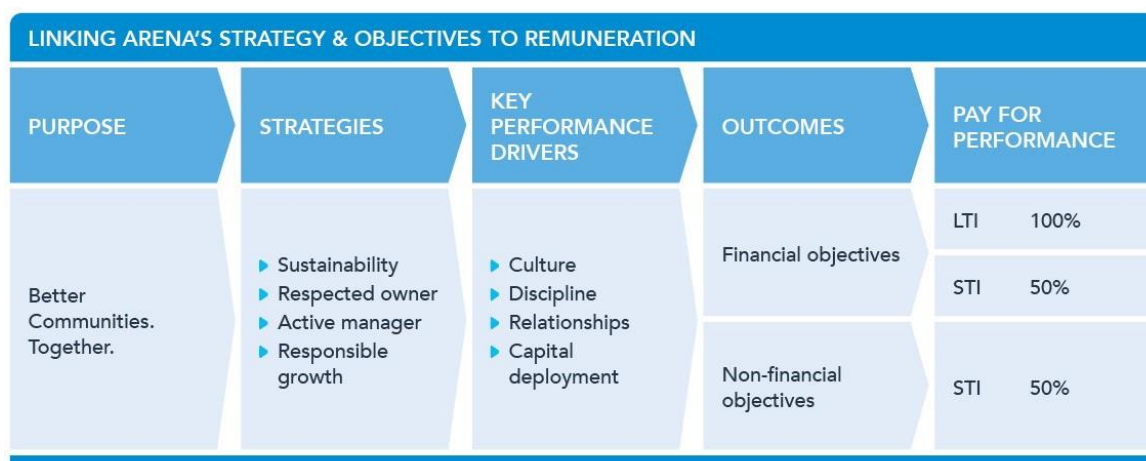 LINKING ARENA'S STRATEGY & OBJECTIVES TO REMUNERATION
PURPOSE
STRATEGIES
KEY
PERFORMANCE
DRIVERS
OUTCOMES
PAY FOR
PERFORMANCE
Better
Communities.
Together.
Sustainability
Respected owner
Active manager
Responsible
growth
Culture
Discipline
Relationships
Capital
deployment
Financial objectives
Non-financial
objectives
LTI 100%
STI 50%
STI 50%